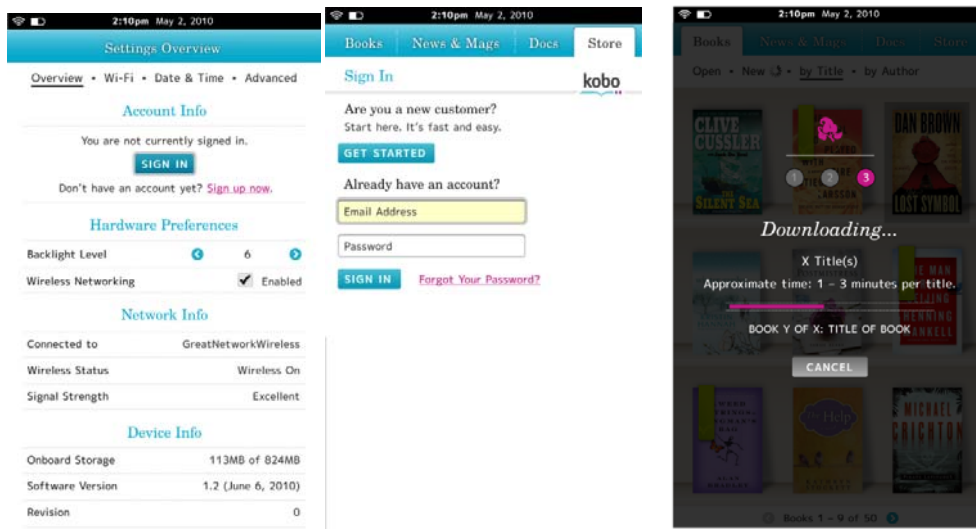 2:10pm May 2, 2010
Settings Overview
Overview • Wi-Fi • Date & Time • Advanced
Account Info
You are not currently signed in.
SIGN IN
Don't have an account yet? Sign up now.
Hardware Preferences
Backlight Level 6
Wireless Networking Enabled
Network Info
Connected to GreatNetworkWireless
Wireless Status Wireless On
Signal Strength Excellent
Device Info
Onboard Storage 113MB of 824MB
Software Version 1.2 (June 6, 2010)
Revision 0
2:10pm May 2, 2010
Books News & Mags Docs Store
Sign In
kobo
Are you a new customer?
Start here. It's fast and easy.
GET STARTED
Already have an account?
Email Address
Password
SIGN IN Forgot Your Password?
2:10pm May 2, 2010
Books News & Mags Docs Store
Open • New • by Title • by Author
CLIVE
CUSSLER
THE
SILENT SEA
WITH
LARSSON
DAN BROWN
THE
LOST SYMBOL
1 2 3
Downloading...
X Title(s)
Approximate time: 1 – 3 minutes per title.
BOOK Y OF X: TITLE OF BOOK
CANCEL
MAN
HENNING
The Help
MICHAEL
CRICHTON
ALAN
BRADLEY
Books 1 – 9 of 50